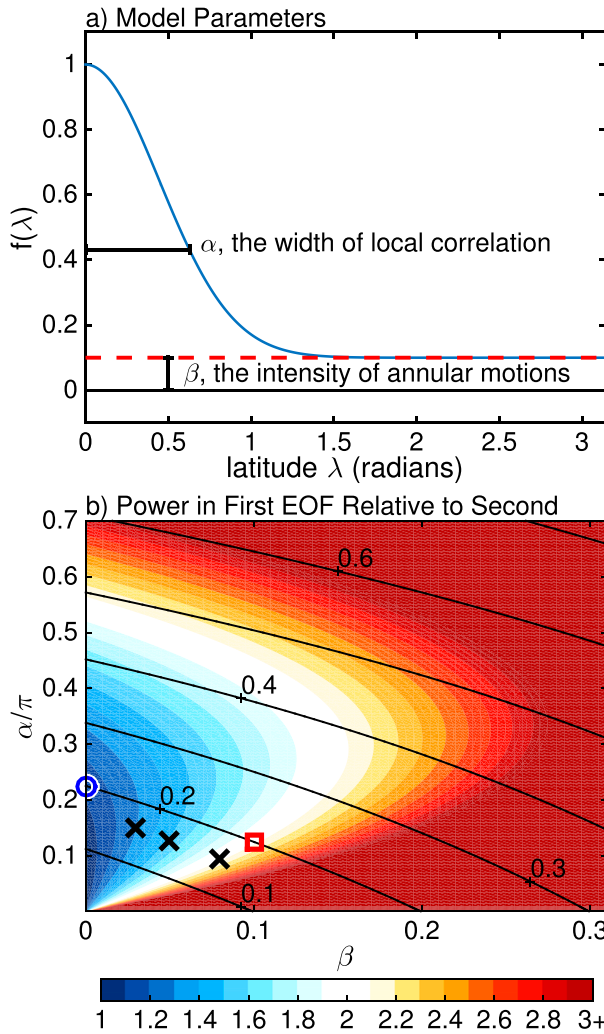 a) Model Parameters
1
0.8
0.6
0.4
0.2
0
f(λ)
α, the width of local correlation
β, the intensity of annular motions
0 0.5 1 1.5 2 2.5 3
latitude λ (radians)
b) Power in First EOF Relative to Second
0.7
0.6
0.5
0.4
0.3
0.2
0.1
α/π
0.6
0.4
0.2
0.3
0.1
0 0.1 0.2 0.3
β
1 1.2 1.4 1.6 1.8 2 2.2 2.4 2.6 2.8 3+